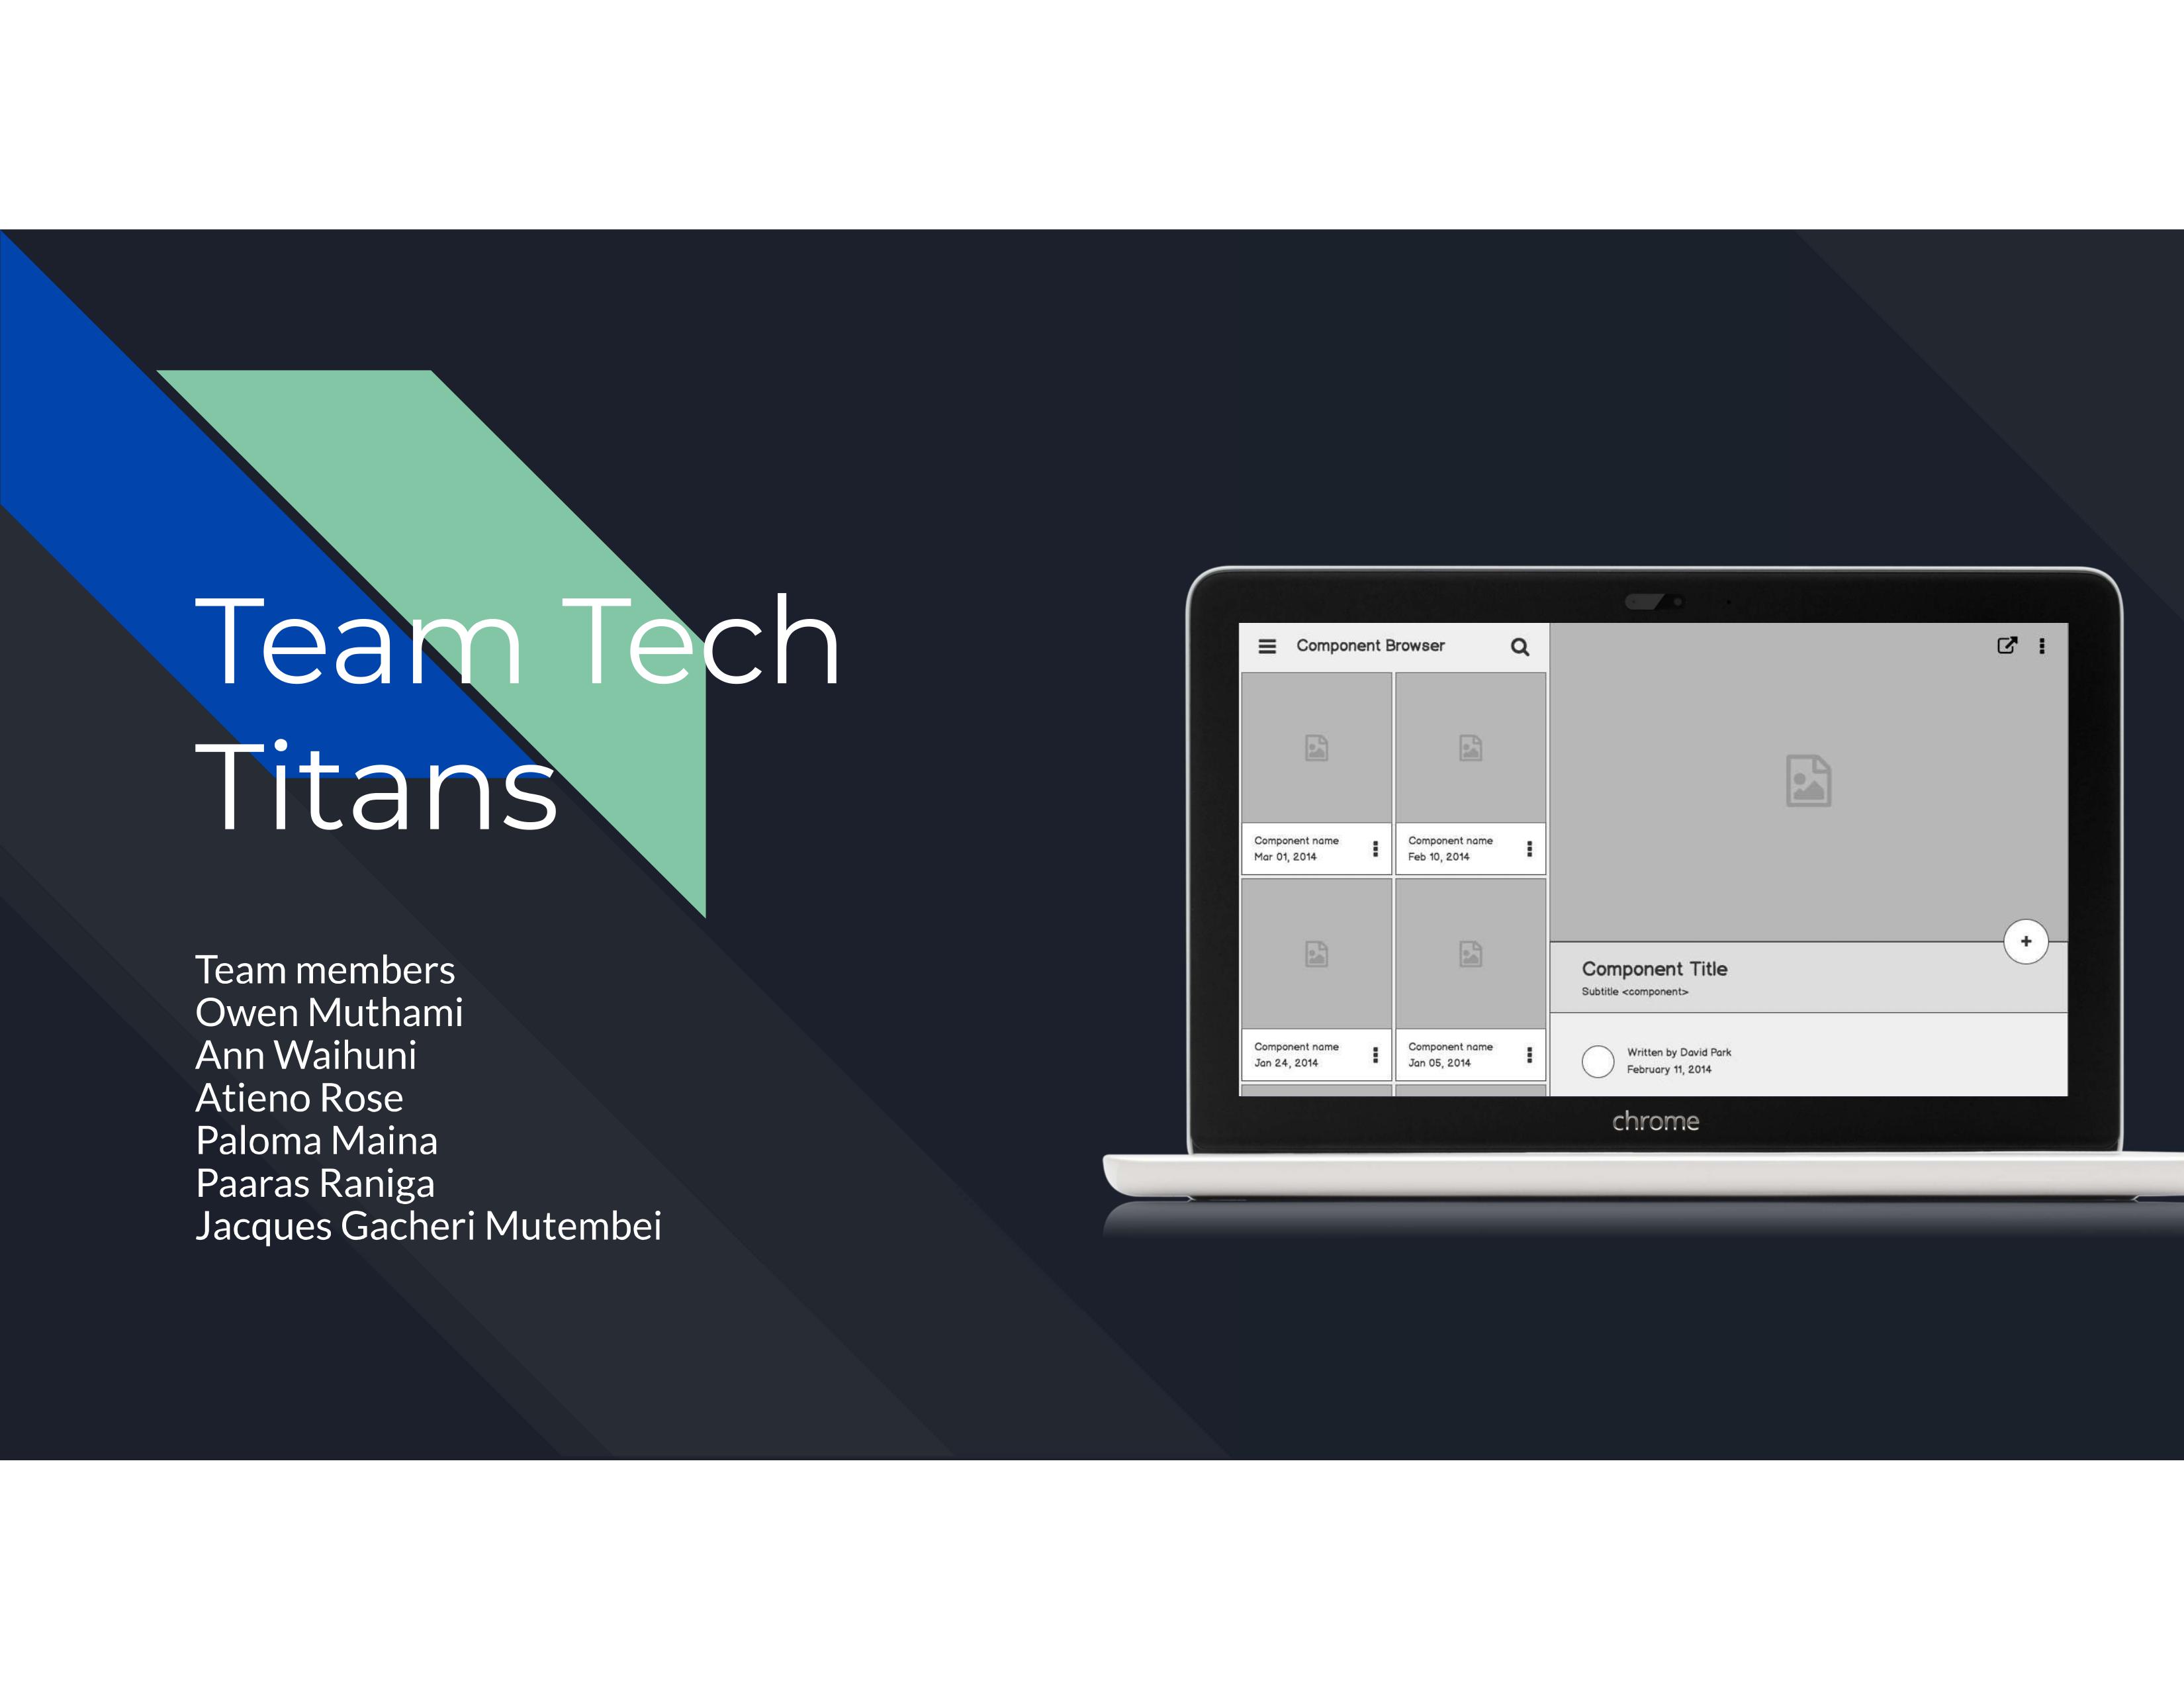 Team Tech
Titans
Team members
Owen Muthami
Ann Waihuni
Atieno Rose
Paloma Maina
Paaras Raniga
Jacques Gacheri Mutembei
Component Browser
Component name
Mar 01, 2014
Component name
Feb 10, 2014
Component name
Jan 24, 2014
Component name
Jan 05, 2014
Component Title
Subtitle <component>
Written by David Park
February 11, 2014
chrome